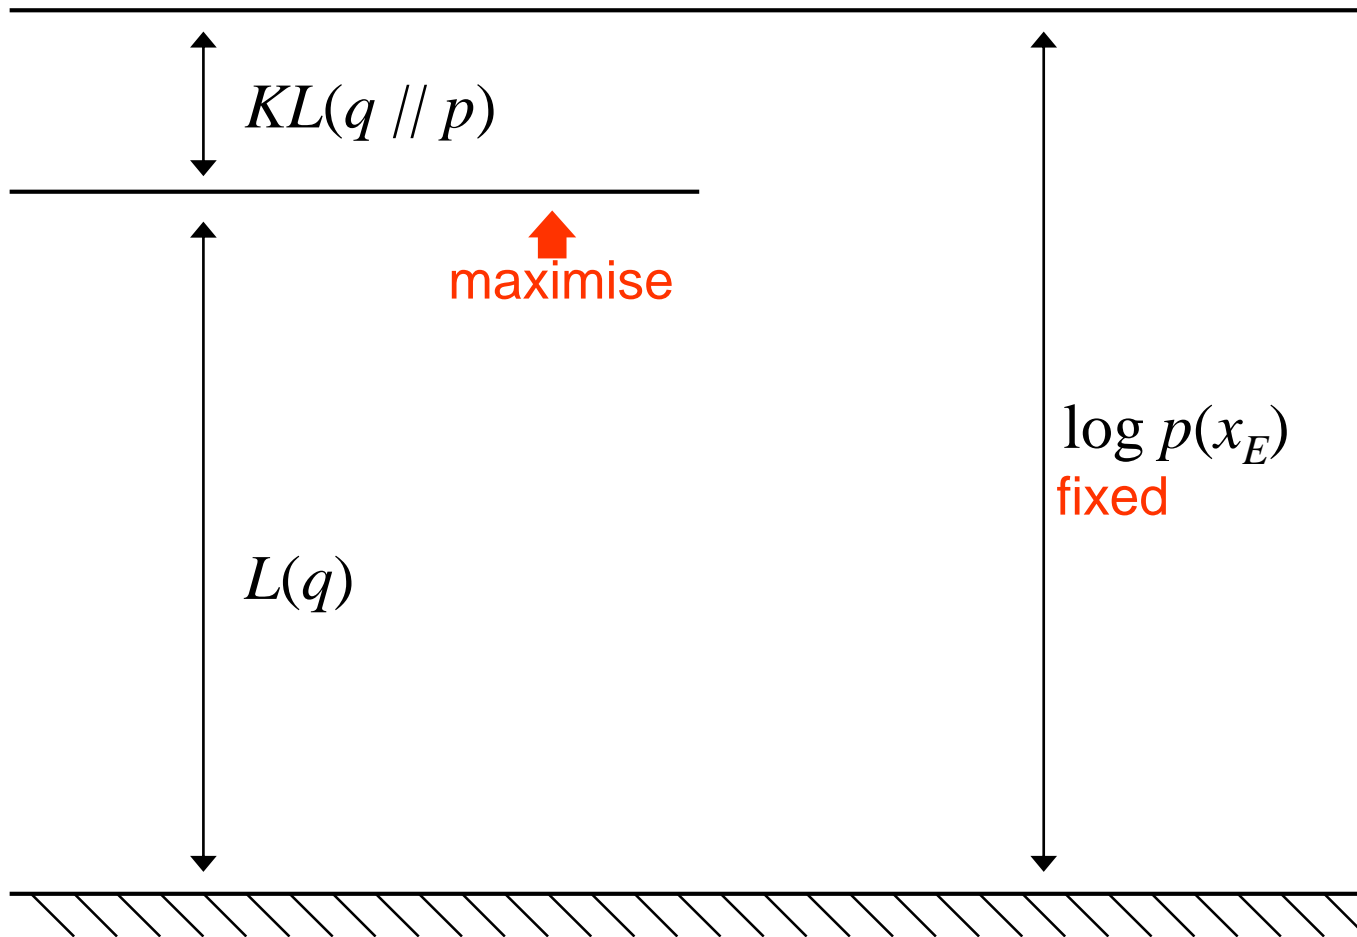 KL(q // p)
maximise
log p(x_E)
fixed
L(q)